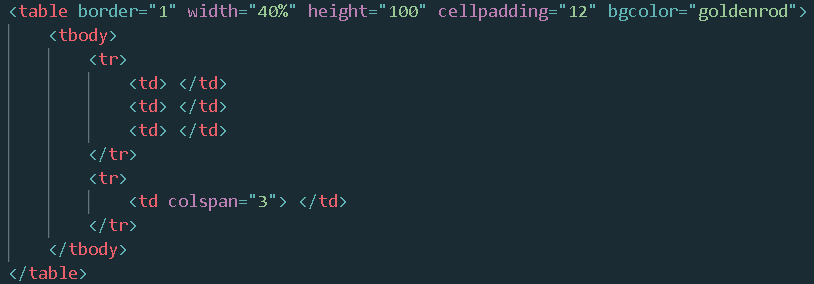 <table border="1" width="40%" height="100" cellpadding="12" bgcolor="goldenrod">
    <tbody>
        <tr>
            <td> </td>
            <td> </td>
            <td> </td>
        </tr>
        <tr>
            <td colspan="3"> </td>
        </tr>
    </tbody>
</table>